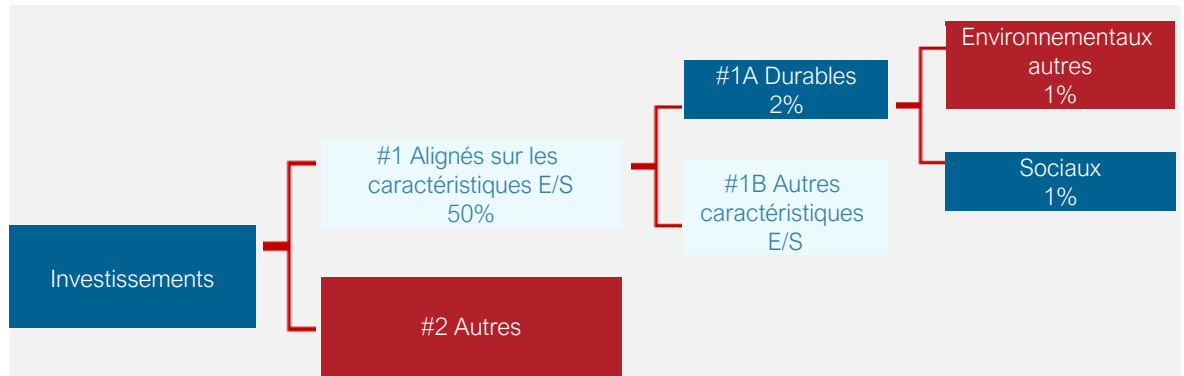 Investissements
#1 Alignés sur les
caractéristiques E/S
50%
#2 Autres
#1A Durables
2%
#1B Autres
caractéristiques
E/S
Environnementaux
autres
1%
Sociaux
1%